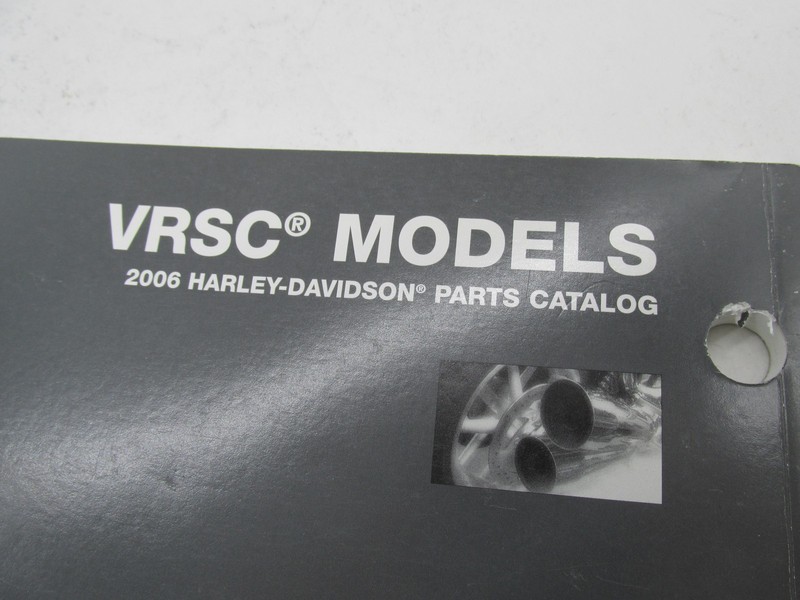 VRSC® MODELS
2006 HARLEY-DAVIDSON® PARTS CATALOG